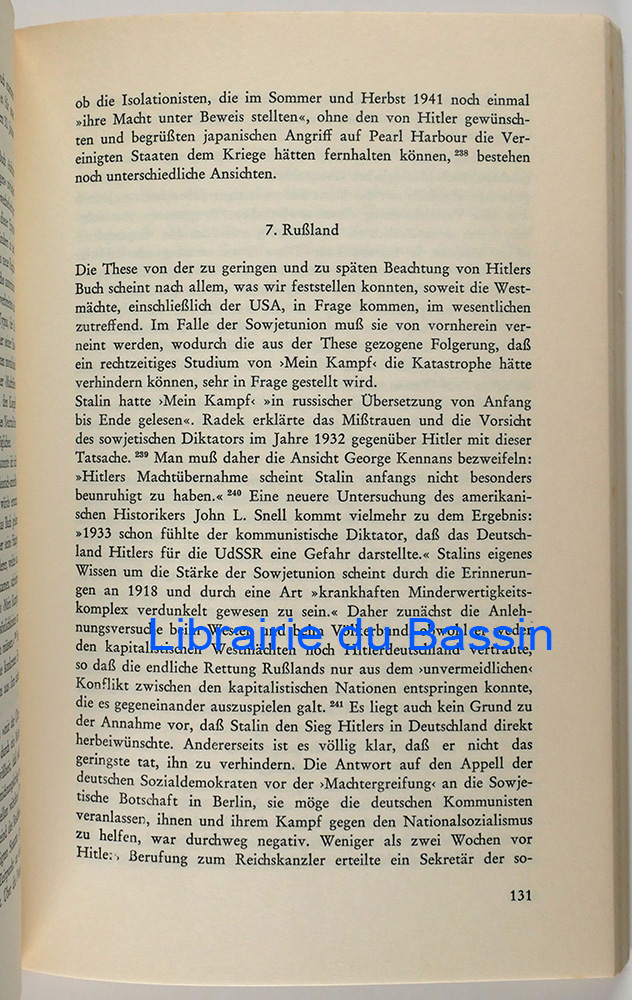 ob die Isolationisten, die im Sommer und Herbst 1941 noch einmal
»ihre Macht unter Beweis stellten«, ohne den von Hitler gewünsch-
ten und begrüßten japanischen Angriff auf Pearl Harbour die Ver-
einigten Staaten dem Kriege hätten fernhalten können, 238 bestehen
noch unterschiedliche Ansichten.
7. Rußland
Die These von der zu geringen und zu späten Beachtung von Hitlers
Buch scheint nach allem, was wir feststellen konnten, soweit die West-
mächte, einschließlich der USA, in Frage kommen, im wesentlichen
zutreffend. Im Falle der Sowjetunion muß sie von vornherein ver-
neint werden, wodurch die aus der These gezogene Folgerung, daß
ein rechtzeitiges Studium von ›Mein Kampf‹ die Katastrophe hätte
verhindern können, sehr in Frage gestellt wird.
Stalin hatte ›Mein Kampf‹ »in russischer Übersetzung von Anfang
bis Ende gelesen«. Radek erklärte das Mißtrauen und die Vorsicht
des sowjetischen Diktators im Jahre 1932 gegenüber Hitler mit dieser
Tatsache. 239 Man muß daher die Ansicht George Kennans bezweifeln:
»Hitlers Machtübernahme scheint Stalin anfangs nicht besonders
beunruhigt zu haben.« 240 Eine neuere Untersuchung des amerikani-
schen Historikers John L. Snell kommt vielmehr zu dem Ergebnis:
»1933 schon fühlte der kommunistische Diktator, daß das Deutsch-
land Hitlers für die UdSSR eine Gefahr darstellte.« Stalins eigenes
Wissen um die Stärke der Sowjetunion scheint durch die Erinnerun-
gen an 1918 und durch eine Art »krankhaften Minderwertigkeits-
komplex verdunkelt gewesen zu sein.« Daher zunächst die Anleh-
nungsversuche beim Westen und beim Völkerbund, obwohl er weder
Librairie du Bassin
den kapitalistischen Westmächten noch Hitlerdeutschland vertraute,
so daß die endliche Rettung Rußlands nur aus dem ›unvermeidlichen‹
Konflikt zwischen den kapitalistischen Nationen entspringen konnte,
die es gegeneinander auszuspielen galt. 241 Es liegt auch kein Grund zu
der Annahme vor, daß Stalin den Sieg Hitlers in Deutschland direkt
herbeiwünschte. Andererseits ist es völlig klar, daß er nicht das
geringste tat, ihn zu verhindern. Die Antwort auf den Appell der
deutschen Sozialdemokraten vor der ›Machtergreifung‹ an die Sowje-
tische Botschaft in Berlin, sie möge die deutschen Kommunisten
veranlassen, ihnen und ihrem Kampf gegen den Nationalsozialismus
zu helfen, war durchweg negativ. Weniger als zwei Wochen vor
Hitlers Berufung zum Reichskanzler erteilte ein Sekretär der so-
131